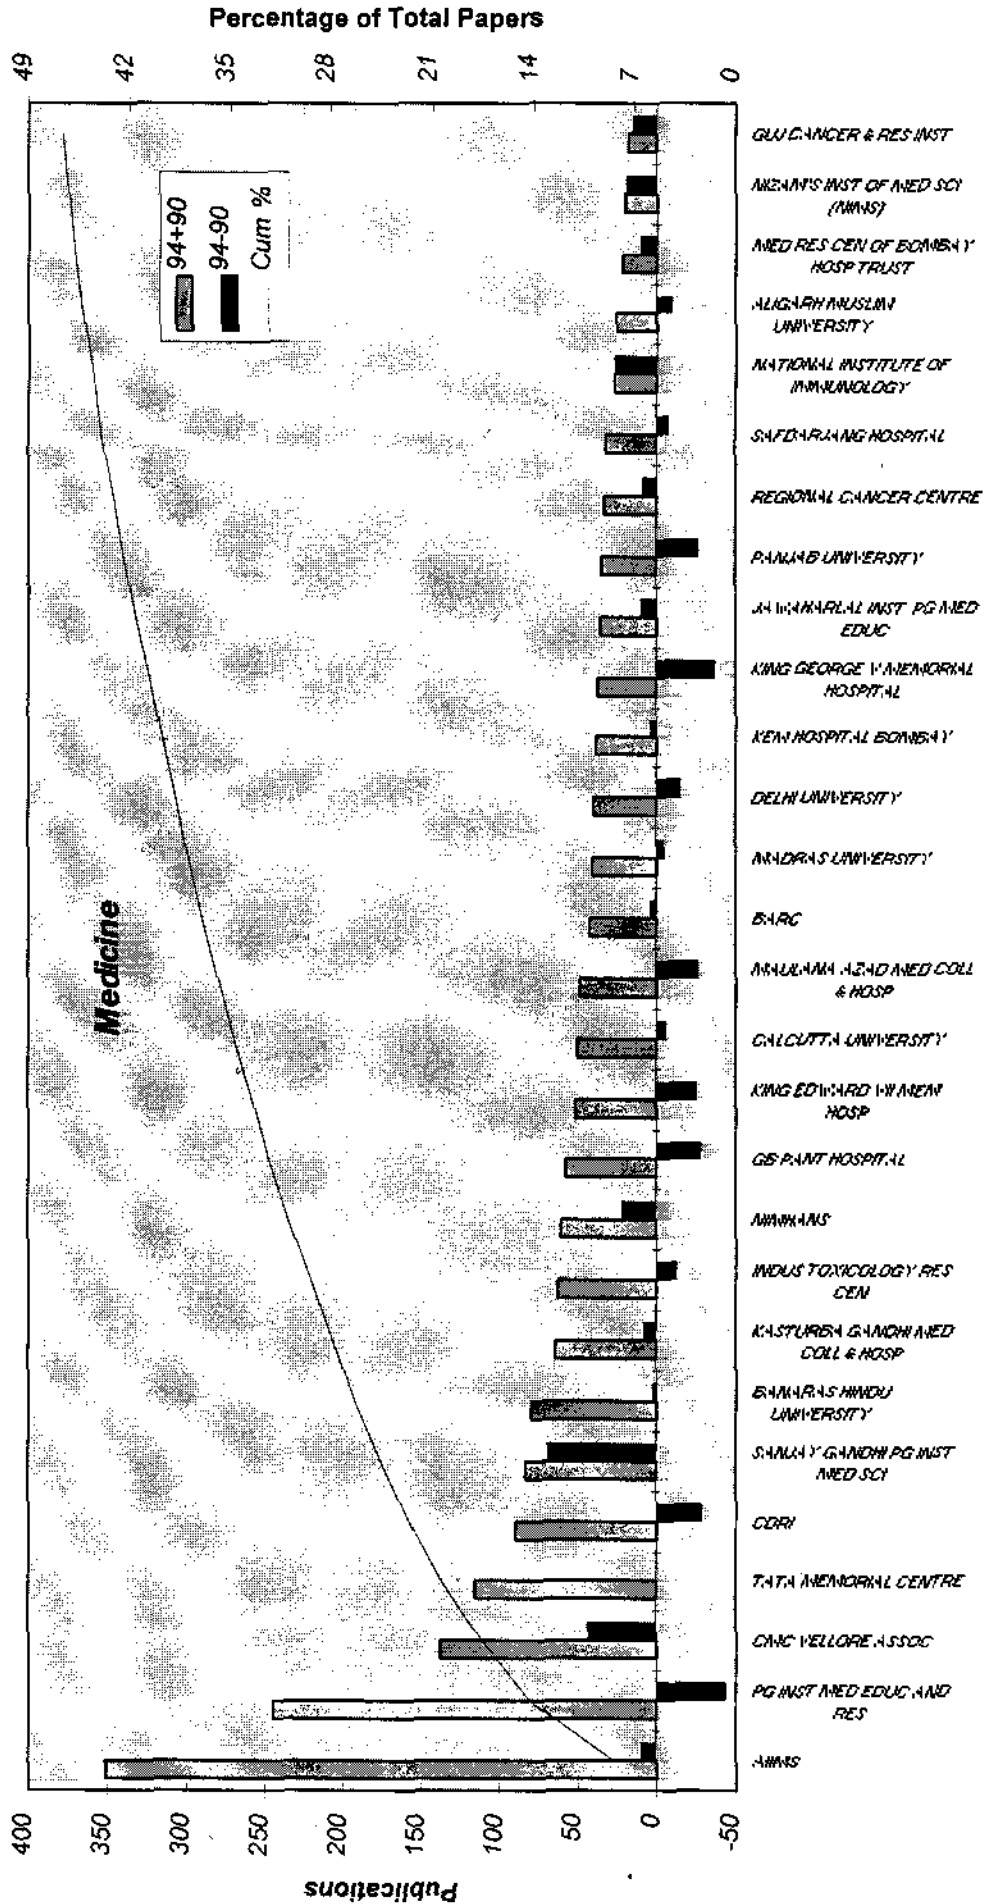 Percentage of Total Papers
49
42
35
28
21
14
7
0
Medicine
94+90
94-90
Cum %
400
350
300
250
200
150
100
50
0
-50
Publications
AIIMS
PG INST MED EDUC AND
RES
CMC VELLORE ASSOC
TATA MEMORIAL CENTRE
CDRI
SANJAY GANDHI PG INST
MED SCI
BANARAS HINDU
UNIVERSITY
KASTURBA GANDHI MED
COLL & HOSP
INDUS TOXICOLOGY RES
CEN
NIMHANS
GB PANT HOSPITAL
KING EDWARD VII MEM
HOSP
CALCUTTA UNIVERSITY
MAULANA AZAD MED COLL
& HOSP
BARC
MADRAS UNIVERSITY
DELHI UNIVERSITY
KEM HOSPITAL BOMBAY
KING GEORGE V MEMORIAL
HOSPITAL
JAWAHARLAL INST PG MED
EDUC
PANJAB UNIVERSITY
REGIONAL CANCER CENTRE
SAFDARJANG HOSPITAL
NATIONAL INSTITUTE OF
IMMUNOLOGY
ALIGARH MUSLIM
UNIVERSITY
MED RES CEN OF BOMBAY
HOSP TRUST
NIZAM'S INST OF MED SCI
(NIMS)
GUJ CANCER & RES INST